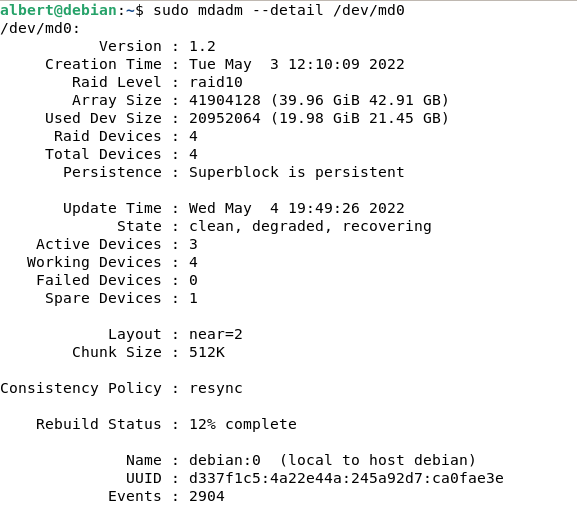 albert@debian:~$ sudo mdadm --detail /dev/md0
/dev/md0:
           Version : 1.2
     Creation Time : Tue May  3 12:10:09 2022
        Raid Level : raid10
        Array Size : 41904128 (39.96 GiB 42.91 GB)
     Used Dev Size : 20952064 (19.98 GiB 21.45 GB)
      Raid Devices : 4
     Total Devices : 4
       Persistence : Superblock is persistent

       Update Time : Wed May  4 19:49:26 2022
             State : clean, degraded, recovering
    Active Devices : 3
   Working Devices : 4
    Failed Devices : 0
     Spare Devices : 1

            Layout : near=2
        Chunk Size : 512K

Consistency Policy : resync

    Rebuild Status : 12% complete

              Name : debian:0  (local to host debian)
              UUID : d337f1c5:4a22e44a:245a92d7:ca0fae3e
            Events : 2904